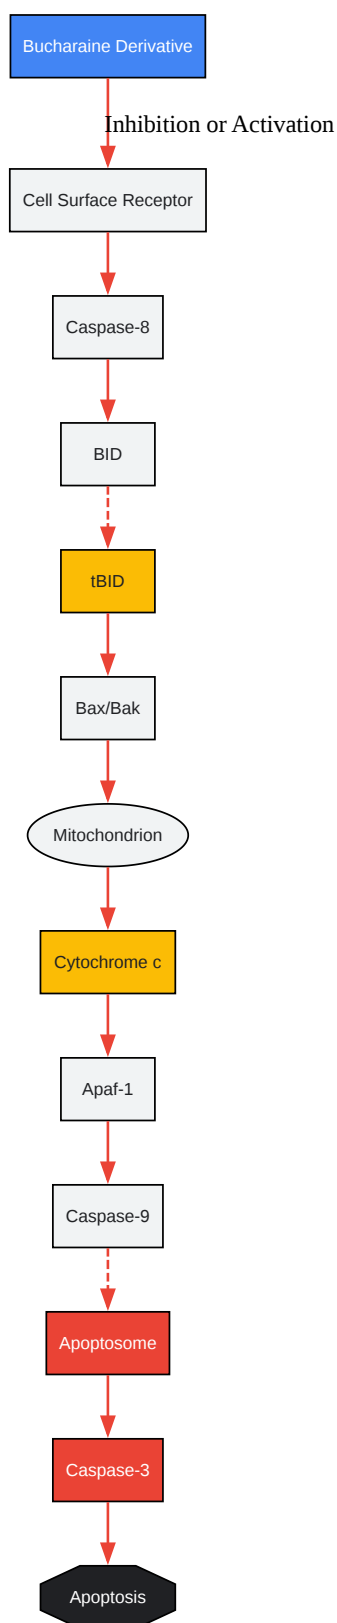 Bucharaine Derivative
Inhibition or Activation
Cell Surface Receptor
Caspase-8
BID
tBID
Bax/Bak
Mitochondrion
Cytochrome c
Apaf-1
Caspase-9
Apoptosome
Caspase-3
Apoptosis